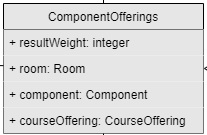 ComponentOfferings
+ resultWeight: integer
+ room: Room
+ component: Component
+ courseOffering: CourseOffering